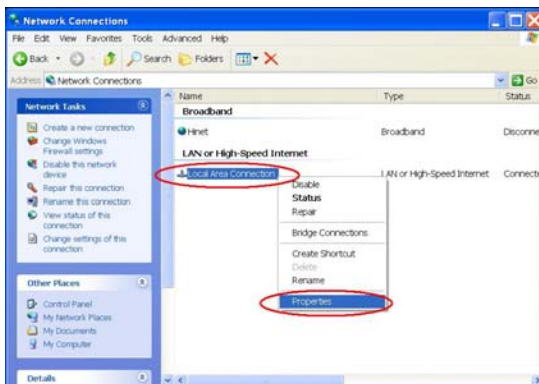 Network Connections
File Edit View Favorites Tools Advanced Help
Back Search Folders
Address Network Connections Go
Network Tasks
Create a new connection
Change Windows
Firewall settings
Disable this network
device
Repair this connection
Rename this connection
View status of this
connection
Change settings of this
connection
Other Places
Control Panel
My Network Places
My Documents
My Computer
Details
Name Type Status
Broadband
Hinet Broadband Disconne
LAN or High-Speed Internet
Local Area Connection LAN or High-Speed Internet Connecte
Disable
Status
Repair
Bridge Connections
Create Shortcut
Delete
Rename
Properties